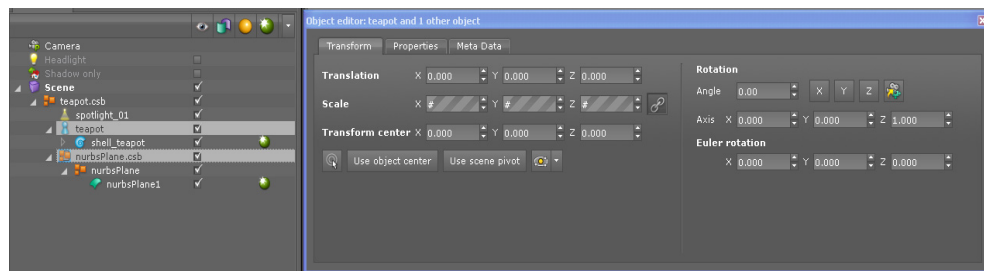 Object editor: teapot and 1 other object
Camera
Headlight
Shadow only
Scene
teapot.csb
spotlight_01
teapot
shell_teapot
nurbsPlane.csb
nurbsPlane
nurbsPlane1
Transform Properties Meta Data
Translation X 0.000 Y 0.000 Z 0.000
Scale X # Y # Z #
Transform center X 0.000 Y 0.000 Z 0.000
Use object center Use scene pivot
Rotation
Angle 0.00 X Y Z
Axis X 0.000 Y 0.000 Z 1.000
Euler rotation
X 0.000 Y 0.000 Z 0.000